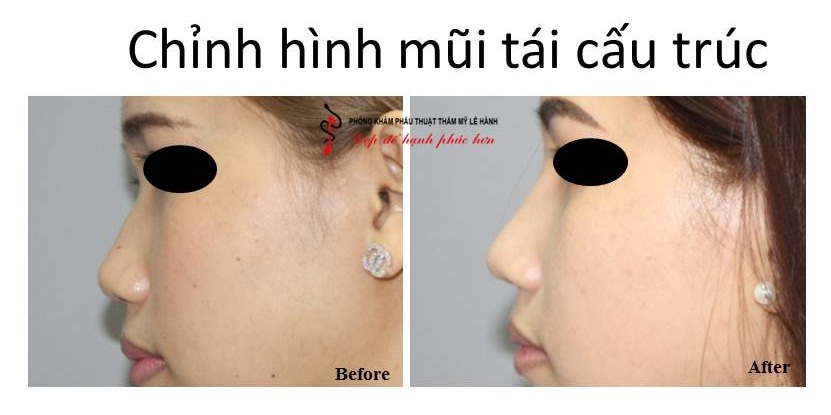 Chỉnh hình mũi tái cấu trúc
PHÒNG KHÁM PHẪU THUẬT THẨM MỸ LÊ HÀNH
Đẹp để hạnh phúc hơn
Before
After